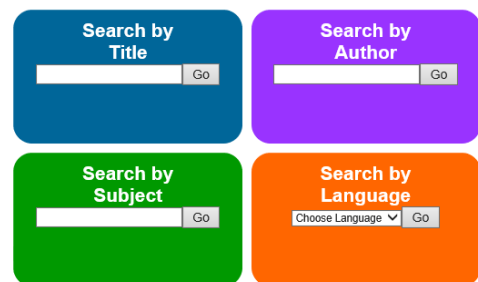 Search by
Title
Go
Search by
Author
Go
Search by
Subject
Go
Search by
Language
Choose Language Go